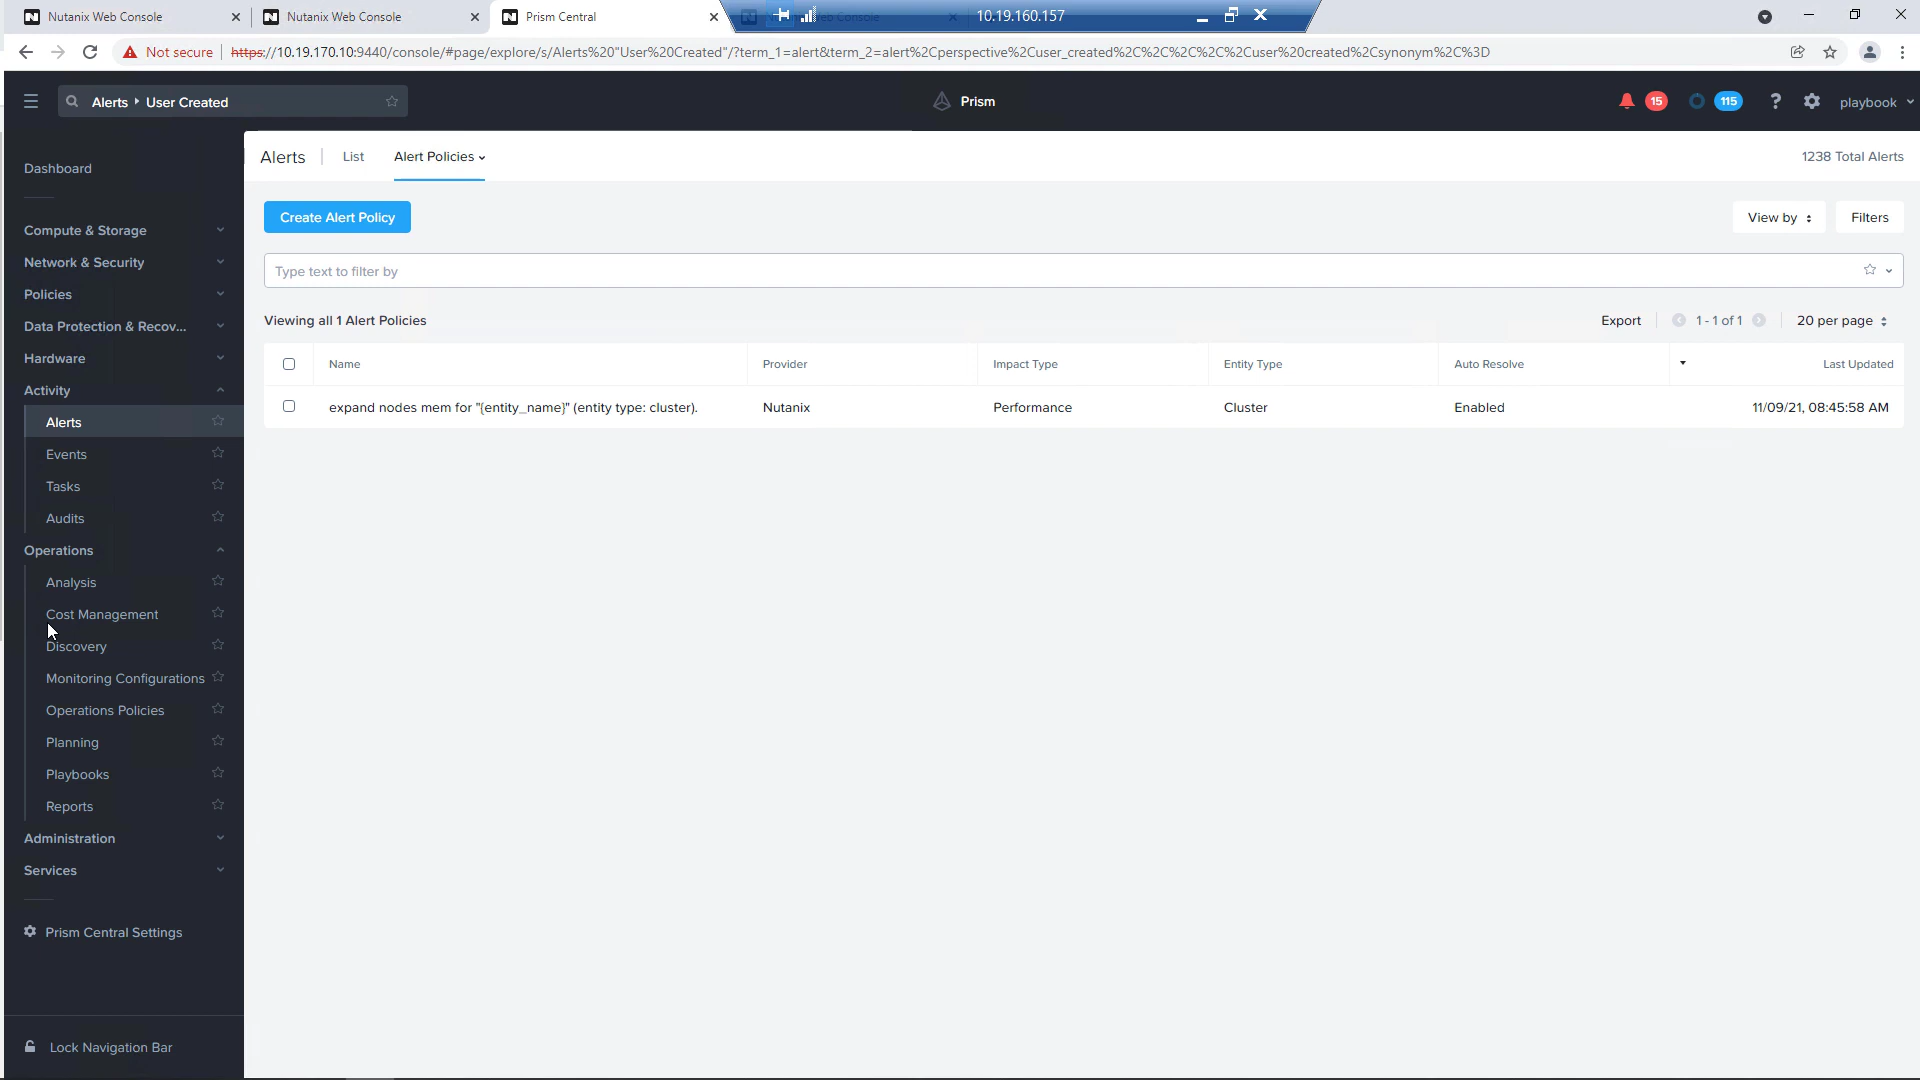 Nutanix Web Console
Nutanix Web Console
Prism Central
10.19.160.157
Not secure
https://10.19.170.10:9440/console/#page/explore/s/Alerts%20"User%20Created"/?term_1=alert&term_2=alert%2Cperspective%2Cuser_created%2C%2C%2C%2C%2Cuser%20created%2Csynonym%2C%3D
Alerts
User Created
Prism
15
115
?
playbook
Dashboard
Compute & Storage
Network & Security
Policies
Data Protection & Recov...
Hardware
Activity
Alerts
Events
Tasks
Audits
Operations
Analysis
Cost Management
Discovery
Monitoring Configurations
Operations Policies
Planning
Playbooks
Reports
Administration
Services
Prism Central Settings
Lock Navigation Bar
Alerts
List
Alert Policies
1238 Total Alerts
Create Alert Policy
View by
Filters
Type text to filter by
Viewing all 1 Alert Policies
Export
1 - 1 of 1
20 per page
Name Provider Impact Type Entity Type Auto Resolve Last Updated
expand nodes mem for "{entity_name}" (entity type: cluster). Nutanix Performance Cluster Enabled 11/09/21, 08:45:58 AM